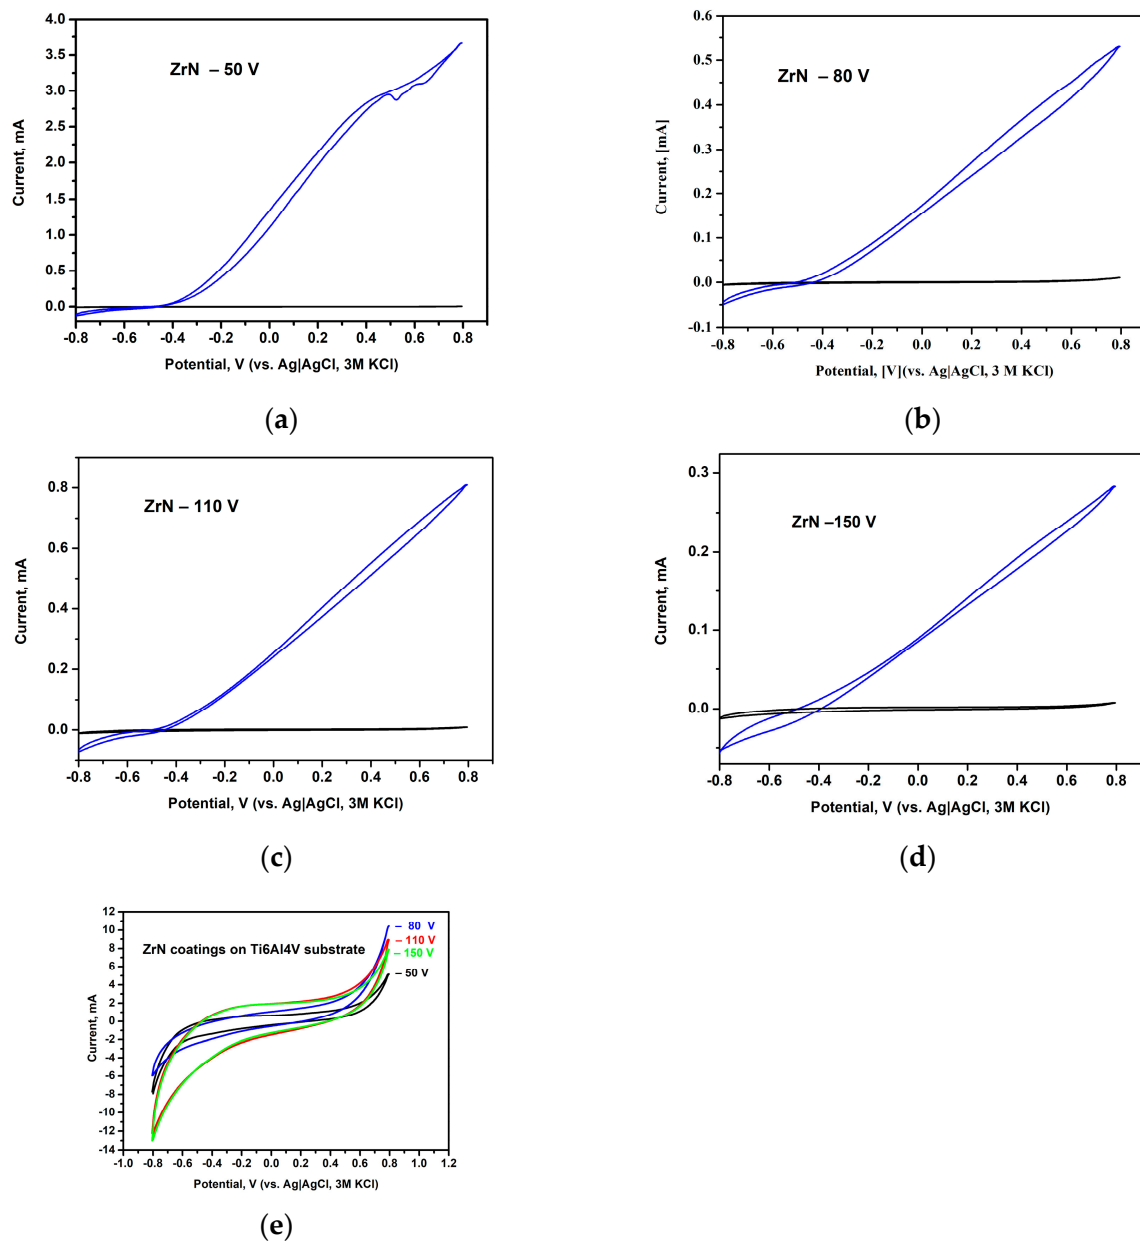 ZrN – 50 V
4.0
3.5
3.0
2.5
2.0
1.5
1.0
0.5
0.0
Current, mA
-0.8 -0.6 -0.4 -0.2 0.0 0.2 0.4 0.6 0.8
Potential, V (vs. Ag|AgCl, 3M KCl)
(a)
ZrN – 80 V
0.6
0.5
0.4
0.3
0.2
0.1
0.0
-0.1
Current, [mA]
-0.8 -0.6 -0.4 -0.2 0.0 0.2 0.4 0.6 0.8
Potential, [V](vs. Ag|AgCl, 3 M KCl)
(b)
ZrN – 110 V
0.8
0.6
0.4
0.2
0.0
Current, mA
-0.8 -0.6 -0.4 -0.2 0.0 0.2 0.4 0.6 0.8
Potential, V (vs. Ag|AgCl, 3M KCl)
(c)
ZrN –150 V
0.3
0.2
0.1
0.0
Current, mA
-0.8 -0.6 -0.4 -0.2 0.0 0.2 0.4 0.6 0.8
Potential, V (vs. Ag|AgCl, 3M KCl)
(d)
ZrN coatings on Ti6Al4V substrate
– 80 V
– 110 V
– 150 V
– 50 V
12
10
8
6
4
2
0
-2
-4
-6
-8
-10
-12
-14
Current, mA
-1.0 -0.8 -0.6 -0.4 -0.2 0.0 0.2 0.4 0.6 0.8 1.0 1.2
Potential, V (vs. Ag|AgCl, 3M KCl)
(e)